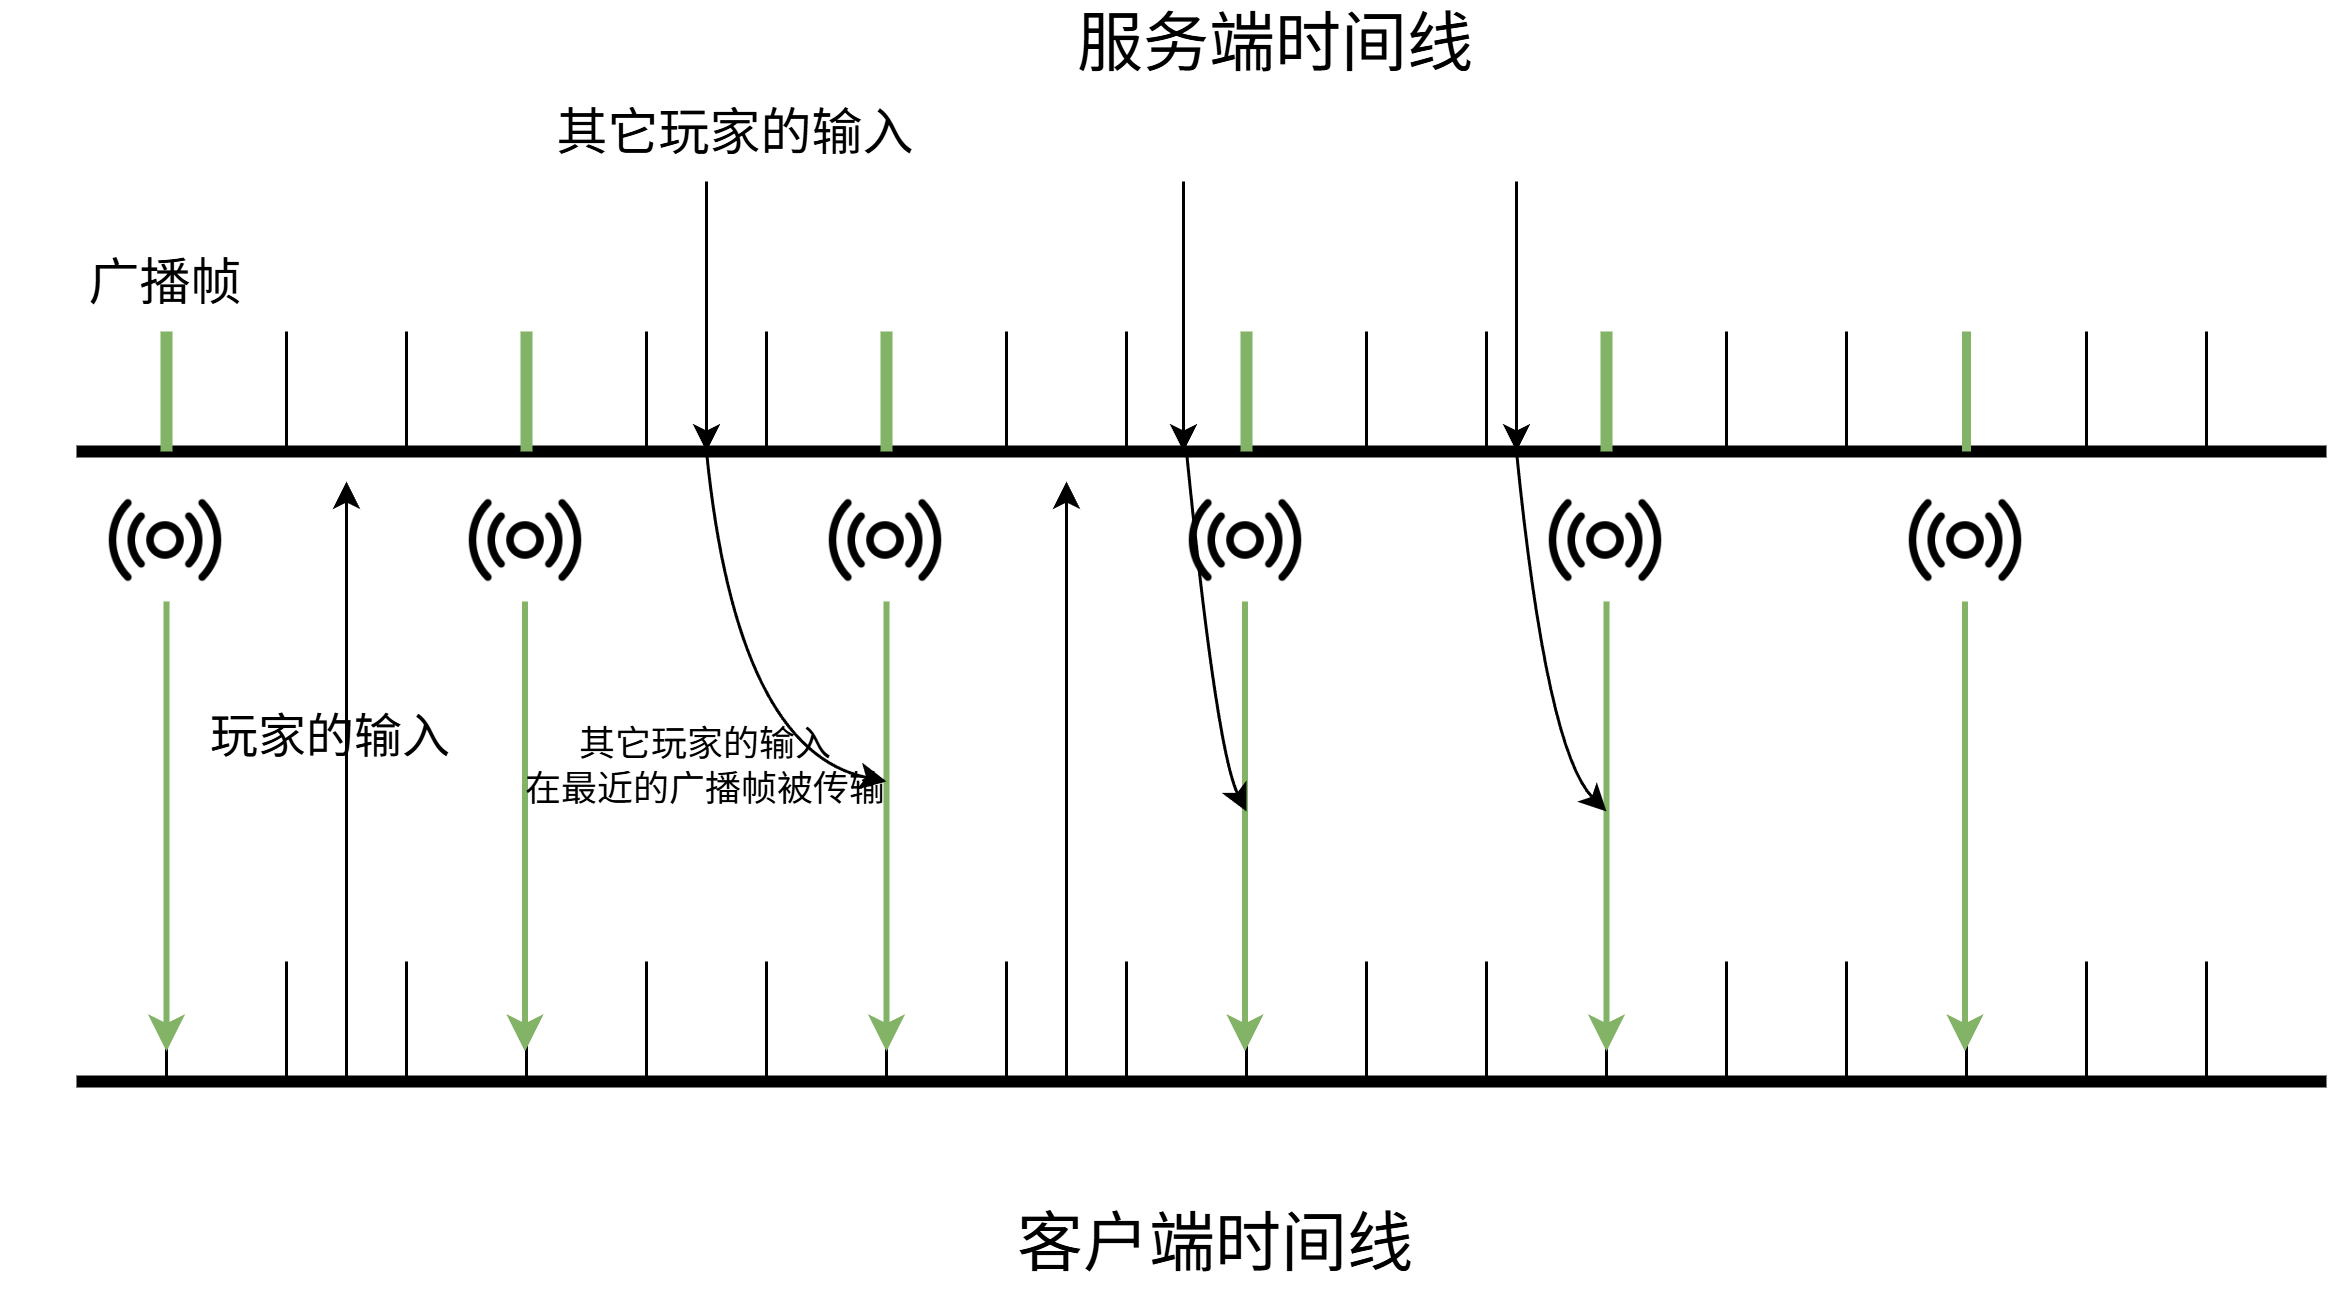 服务端时间线
其它玩家的输入
广播帧
玩家的输入
其它玩家的输入
在最近的广播帧被传输
客户端时间线